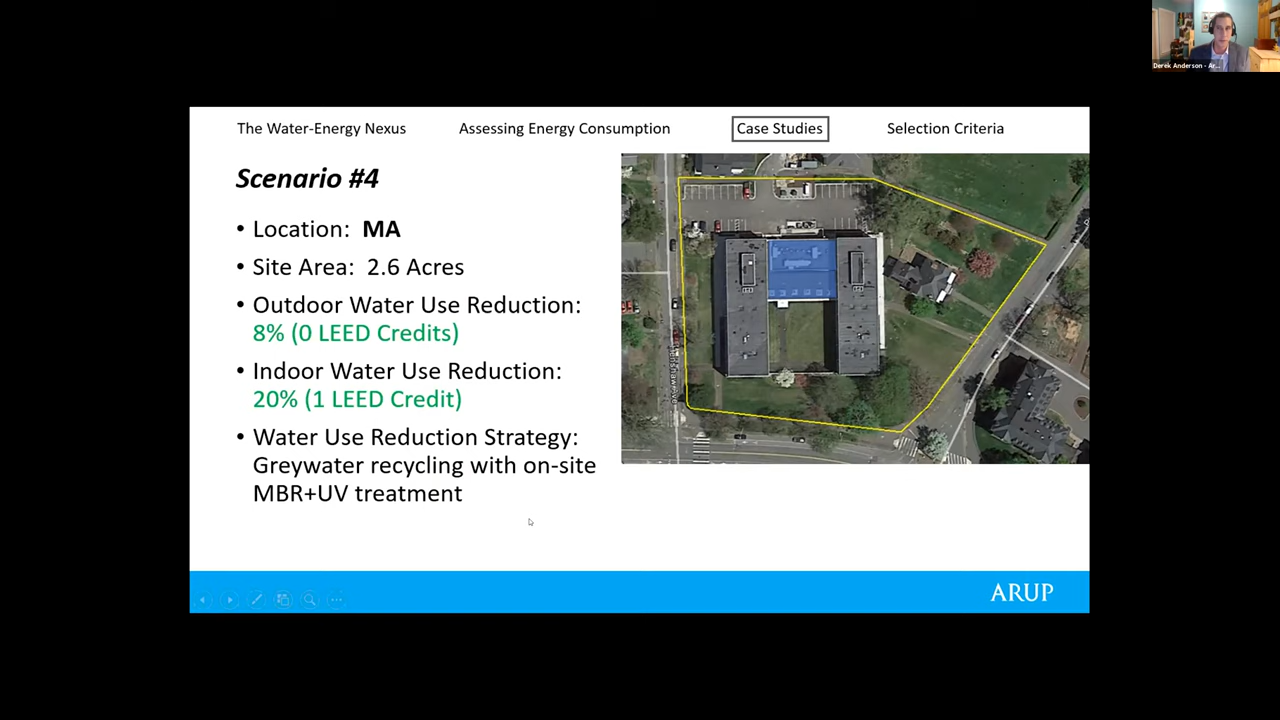 Derek Anderson - Ar...
The Water-Energy Nexus
Assessing Energy Consumption
Case Studies
Selection Criteria
Scenario #4
• Location: MA
• Site Area: 2.6 Acres
• Outdoor Water Use Reduction:
8% (0 LEED Credits)
• Indoor Water Use Reduction:
20% (1 LEED Credit)
• Water Use Reduction Strategy:
Greywater recycling with on-site
MBR+UV treatment
ARUP